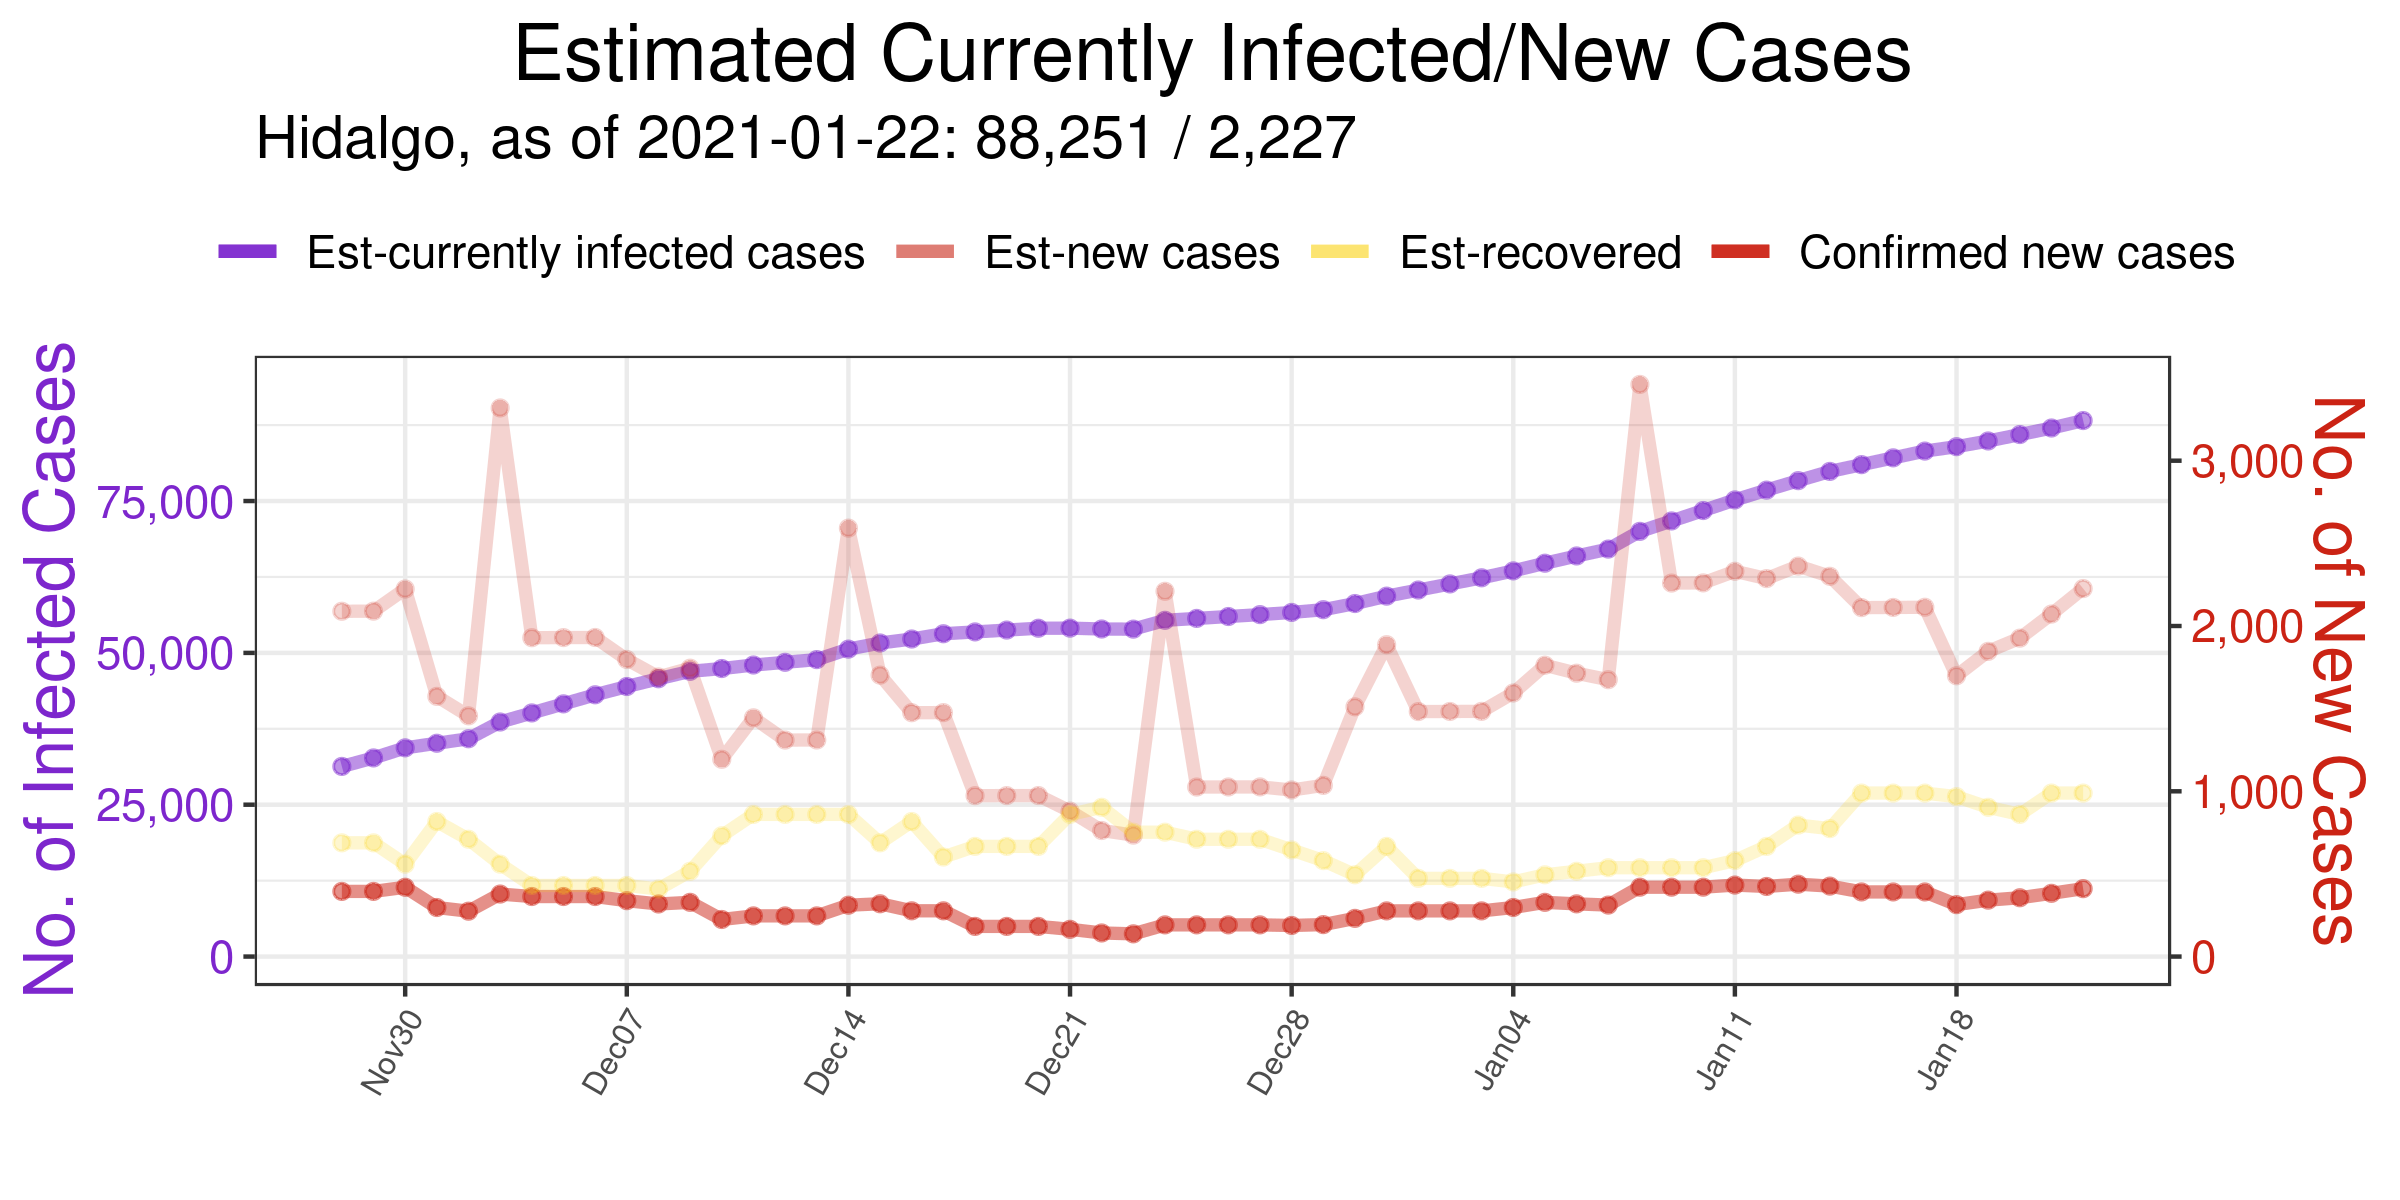 Estimated Currently Infected/New Cases
Hidalgo, as of 2021-01-22: 88,251 / 2,227
Est-currently infected cases Est-new cases Est-recovered Confirmed new cases
No. of Infected Cases
75,000
50,000
25,000
0
3,000
2,000
1,000
0
No. of New Cases
Nov30 Dec07 Dec14 Dec21 Dec28 Jan04 Jan11 Jan18